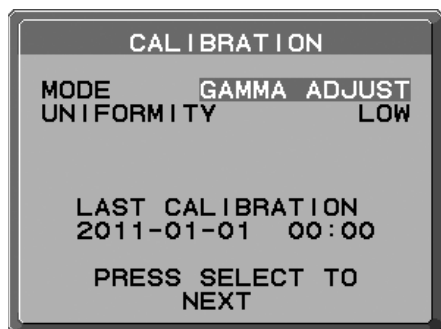 CALIBRATION
MODE GAMMA ADJUST
UNIFORMITY LOW
LAST CALIBRATION
2011-01-01 00:00
PRESS SELECT TO
NEXT